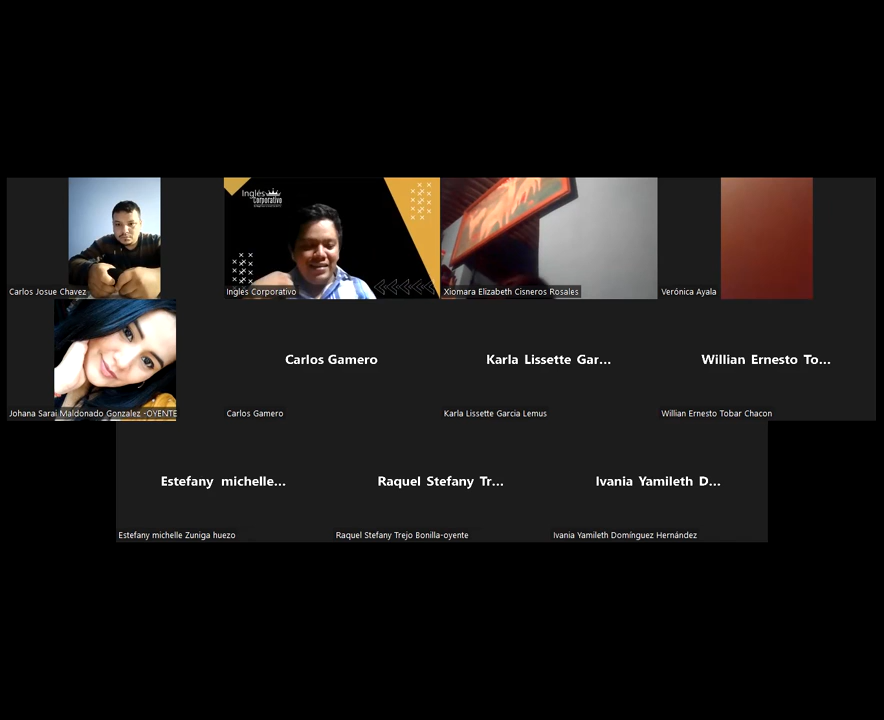 Inglés
Corporativo
Carlos Josue Chavez
Inglés Corporativo
Xiomara Elizabeth Cisneros Rosales
Verónica Ayala
Carlos Gamero
Karla Lissette Gar...
Willian Ernesto To...
Johana Sarai Maldonado Gonzalez -OYENTE
Carlos Gamero
Karla Lissette Garcia Lemus
Willian Ernesto Tobar Chacon
Estefany michelle...
Raquel Stefany Tr...
Ivania Yamileth D...
Estefany michelle Zuniga huezo
Raquel Stefany Trejo Bonilla-oyente
Ivania Yamileth Domínguez Hernández